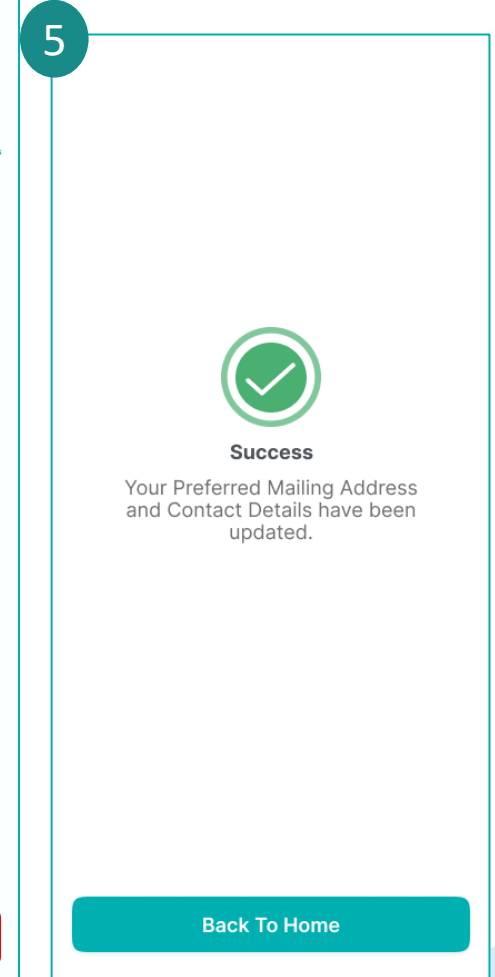 5
Success
Your Preferred Mailing Address
and Contact Details have been
updated.
Back To Home